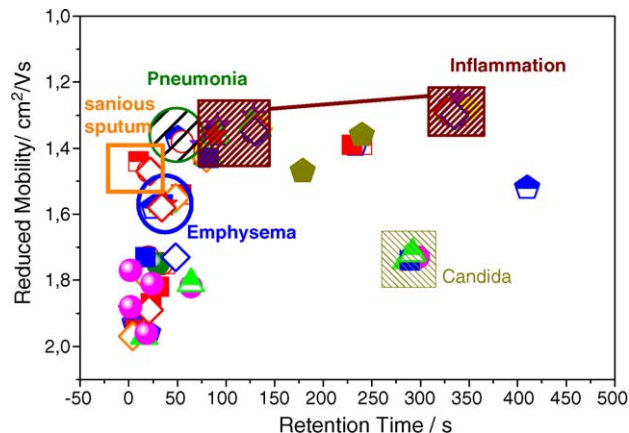 1,0
1,2
1,4
1,6
1,8
2,0
Reduced Mobility/ cm²/Vs
Pneumonia
Inflammation
sanious
sputum
Emphysema
Candida
-50 0 50 100 150 200 250 300 350 400 450 500
Retention Time / s